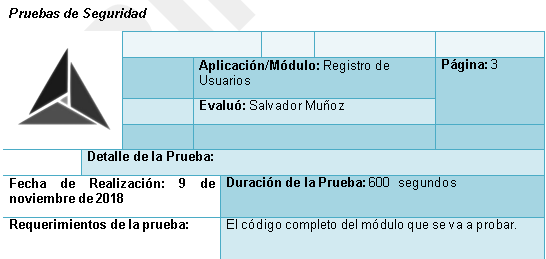 Pruebas de Seguridad
Aplicación/Módulo: Registro de
Usuarios
Página: 3
Evaluó: Salvador Muñoz
Detalle de la Prueba:
Fecha de Realización: 9 de
noviembre de 2018
Duración de la Prueba: 600 segundos
Requerimientos de la prueba:
El código completo del módulo que se va a probar.